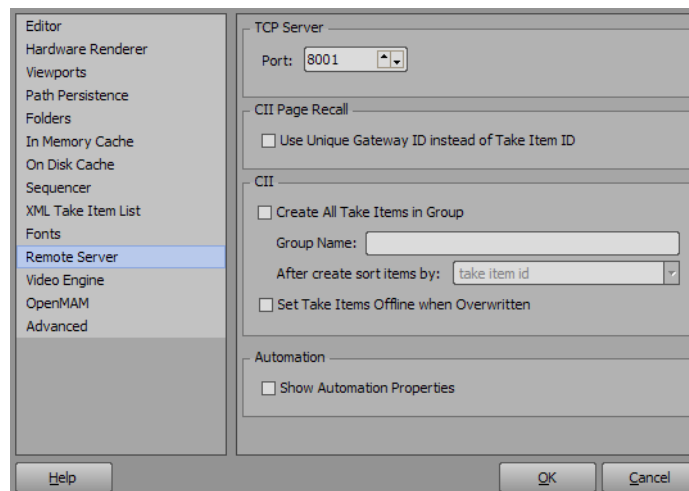 Editor
Hardware Renderer
Viewports
Path Persistence
Folders
In Memory Cache
On Disk Cache
Sequencer
XML Take Item List
Fonts
Remote Server
Video Engine
OpenMAM
Advanced
TCP Server
Port: 8001
CII Page Recall
Use Unique Gateway ID instead of Take Item ID
CII
Create All Take Items in Group
Group Name:
After create sort items by: take item id
Set Take Items Offline when Overwritten
Automation
Show Automation Properties
Help OK Cancel